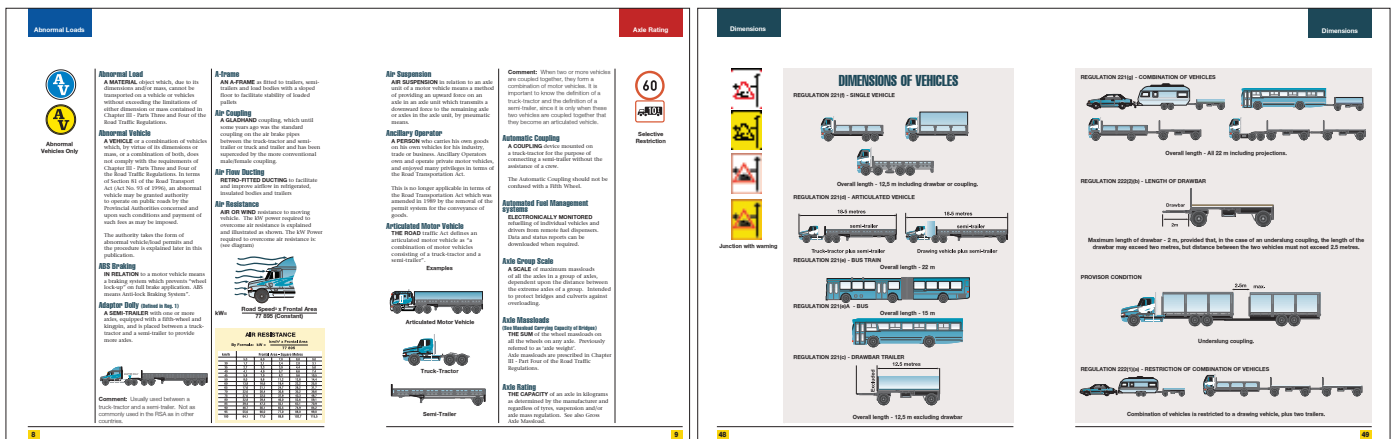 Abnormal Loads
A
V
A
V
Abnormal
Vehicles Only
Abnormal Load
A MATERIAL object which, due to its
dimensions and/or mass, cannot be
transported on a vehicle or vehicles
without exceeding the limitations of
either dimension or mass contained in
Chapter III - Parts Three and Four of the
Road Traffic Regulations.
Abnormal Vehicle
A VEHICLE or a combination of vehicles
which, by virtue of its dimensions or
mass, or a combination of both, does
not comply with the requirements of
Chapter III - Parts Three and Four of
the Road Traffic Regulations. In terms
of Section 81 of the Road Transport
Act (Act No. 93 of 1996), an abnormal
vehicle may be granted authority
to operate on public roads by the
Provincial Authorities concerned and
upon such conditions and payment of
such fees as may be imposed.
The authority takes the form of
abnormal vehicle/load permits and
the procedure is explained later in this
publication.
ABS Braking
IN RELATION to a motor vehicle means
a braking system which prevents "wheel
lock-up" on full brake application. ABS
means Anti-lock Braking System".
Adaptor Dolly (Defined in Reg. 1)
A SEMI-TRAILER with one or more
axles, equipped with a fifth-wheel and
kingpin, and is placed between a truck-
tractor and a semi-trailer to provide
more axles.
Comment: Usually used between a
truck-tractor and a semi-trailer. Not as
commonly used in the RSA as in other
countries.
8
A-frame
AN A-FRAME as fitted to trailers, semi-
trailers and load bodies with a sloped
floor to facilitate stability of loaded
pallets
Air Coupling
A GLADHAND coupling, which until
some years ago was the standard
coupling on the air brake pipes
between the truck-tractor and semi-
trailer or truck and trailer and has been
superceded by the more conventional
male/female coupling.
Air Flow Ducting
RETRO-FITTED DUCTING to facilitate
and improve airflow in refrigerated,
insulated bodies and trailers
Air Resistance
AIR OR WIND resistance to moving
vehicle. The kW power required to
overcome air resistance is explained
and illustrated as shown. The kW Power
required to overcome air resistance is:
(see diagram)
kW= Road Speed³ x Frontal Area
77 895 (Constant)
AIR RESISTANCE
By Formula: kW = km/h³ x Frontal Area
77 895
km/h Frontal Area • Square Metres
Axle Rating
Air Suspension
AIR SUSPENSION in relation to an axle
unit of a motor vehicle means a method
of providing an upward force on an
axle in an axle unit which transmits a
downward force to the remaining axle
or axles in the axle unit, by pneumatic
means.
Ancillary Operator
A PERSON who carries his own goods
on his own vehicles for his industry,
trade or business. Ancillary Operators
own and operate private motor vehicles,
and enjoyed many privileges in terms of
the Road Transportation Act.
This is no longer applicable in terms of
the Road Transportation Act which was
amended in 1989 by the removal of the
permit system for the conveyance of
goods.
Articulated Motor Vehicle
THE ROAD traffic Act defines an
articulated motor vehicle as "a
combination of motor vehicles
consisting of a truck-tractor and a
semi-trailer".
Examples
Articulated Motor Vehicle
Truck-Tractor
Semi-Trailer
Comment: When two or more vehicles
are coupled together, they form a
combination of motor vehicles. It is
important to know the definition of a
truck-tractor and the definition of a
semi-trailer, since it is only when these
two vehicles are coupled together that
they become an articulated vehicle.
Automatic Coupling
A COUPLING device mounted on
a truck-tractor for the purpose of
connecting a semi-trailer without the
assistance of a crew.
The Automatic Coupling should not be
confused with a Fifth Wheel.
Automated Fuel Management
systems
ELECTRONICALLY MONITORED
refuelling of individual vehicles and
drivers from remote fuel dispensers.
Data and status reports can be
downloaded when required.
Axle Group Scale
A SCALE of maximum massloads
of all the axles in a group of axles,
dependent upon the distance between
the extreme axles of a group. Intended
to protect bridges and culverts against
overloading.
Axle Massloads
(See Massload Carrying Capacity of Bridges)
THE SUM of the wheel massloads on
all the wheels on any axle. Previously
referred to as 'axle weight'.
Axle massloads are prescribed in Chapter
III - Part Four of the Road Traffic
Regulations.
Axle Rating
THE CAPACITY of an axle in kilograms
as determined by the manufacturer and
regardless of tyres, suspension and/or
axle mass regulation. See also Gross
Axle Massload.
60
10 t
Selective
Restriction
9
Dimensions
Junction with warning
DIMENSIONS OF VEHICLES
REGULATION 221(f) - SINGLE VEHICLE
Overall length - 12,5 m including drawbar or coupling.
REGULATION 221(d) - ARTICULATED VEHICLE
18-5 metres
semi-trailer
18-5 metres
semi-trailer
Truck-tractor plus semi-trailer
Drawing vehicle plus semi-trailer
REGULATION 221(e) - BUS TRAIN
Overall length - 22 m
REGULATION 221(e)A - BUS
Overall length - 15 m
REGULATION 221(c) - DRAWBAR TRAILER
12.5 metres
Excluded
Overall length - 12,5 m excluding drawbar
48
Dimensions
REGULATION 221(g) - COMBINATION OF VEHICLES
Overall length - All 22 m including projections.
REGULATION 222(2)(b) - LENGTH OF DRAWBAR
Drawbar
2m
Maximum length of drawbar - 2 m, provided that, in the case of an underslung coupling, the length of the
drawbar may exceed two metres, but distance between the two vehicles must not exceed 2.5 metres.
PROVISOR CONDITION
2-5m max.
Underslung coupling.
REGULATION 222(1)(a) - RESTRICTION OF COMBINATION OF VEHICLES
Combination of vehicles is restricted to a drawing vehicle, plus two trailers.
49